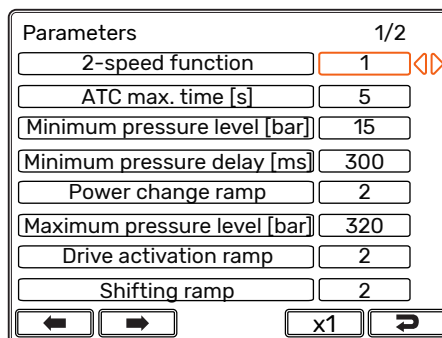 Parameters 1/2
2-speed function 1
ATC max. time [s] 5
Minimum pressure level [bar] 15
Minimum pressure delay [ms] 300
Power change ramp 2
Maximum pressure level [bar] 320
Drive activation ramp 2
Shifting ramp 2
x1